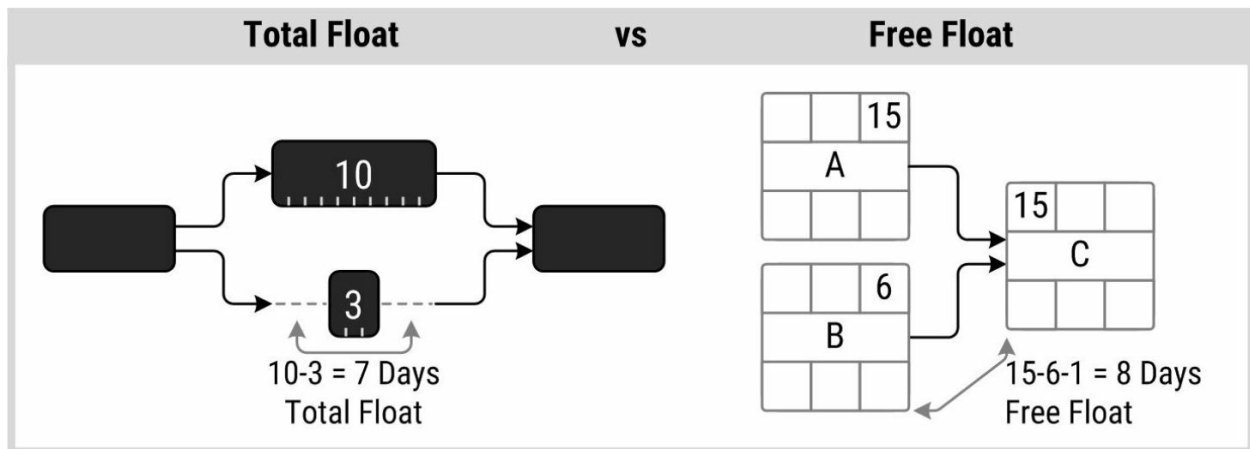 Total Float vs Free Float
10
3
10-3 = 7 Days
Total Float
15
A
6
B
15
C
15-6-1 = 8 Days
Free Float